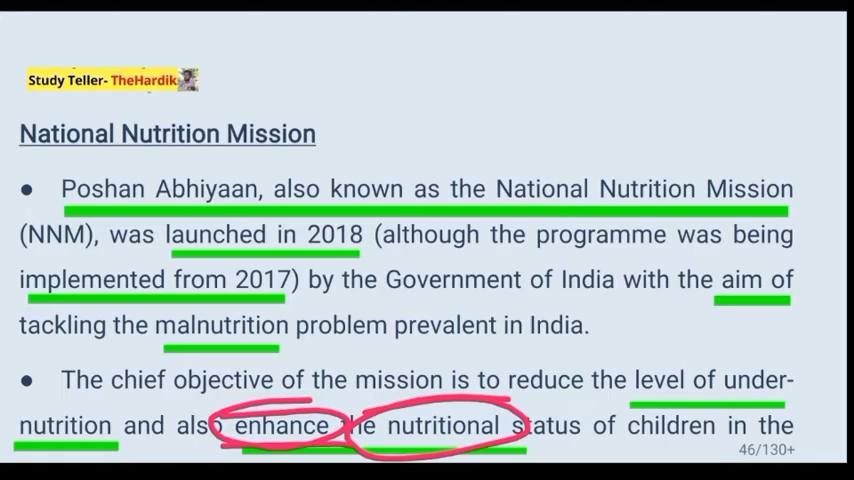 Study Teller- TheHardik
National Nutrition Mission
● Poshan Abhiyaan, also known as the National Nutrition Mission
(NNM), was launched in 2018 (although the programme was being
implemented from 2017) by the Government of India with the aim of
tackling the malnutrition problem prevalent in India.
● The chief objective of the mission is to reduce the level of under-
nutrition and also enhance the nutritional status of children in the
46/130+